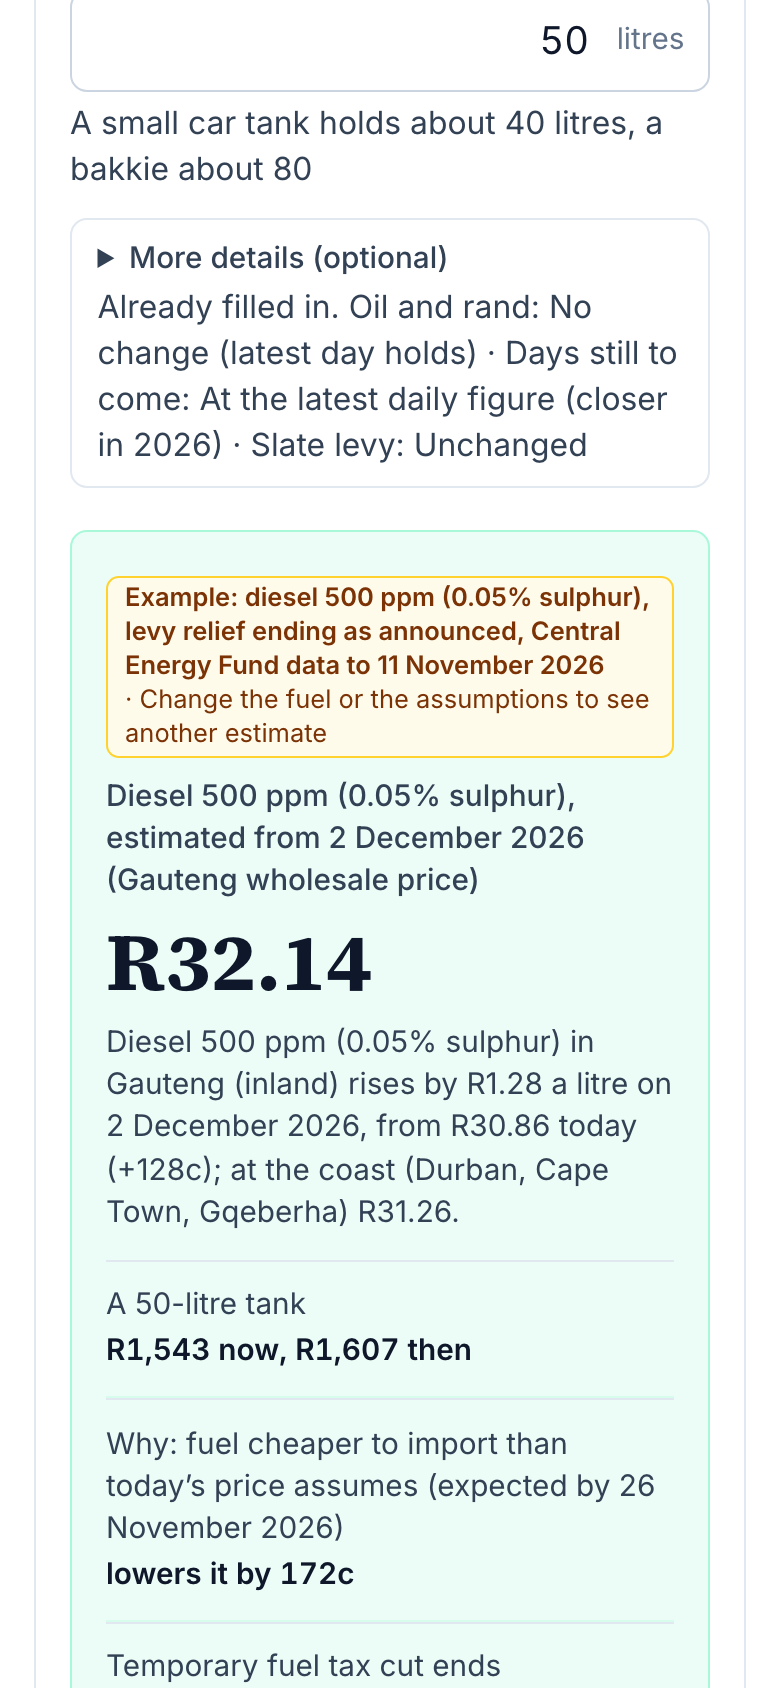 50 litres
A small car tank holds about 40 litres, a
bakkie about 80
▶ More details (optional)
Already filled in. Oil and rand: No
change (latest day holds) · Days still to
come: At the latest daily figure (closer
in 2026) · Slate levy: Unchanged
Example: diesel 500 ppm (0.05% sulphur),
levy relief ending as announced, Central
Energy Fund data to 11 November 2026
· Change the fuel or the assumptions to see
another estimate
Diesel 500 ppm (0.05% sulphur),
estimated from 2 December 2026
(Gauteng wholesale price)
R32.14
Diesel 500 ppm (0.05% sulphur) in
Gauteng (inland) rises by R1.28 a litre on
2 December 2026, from R30.86 today
(+128c); at the coast (Durban, Cape
Town, Gqeberha) R31.26.
A 50-litre tank
R1,543 now, R1,607 then
Why: fuel cheaper to import than
today’s price assumes (expected by 26
November 2026)
lowers it by 172c
Temporary fuel tax cut ends